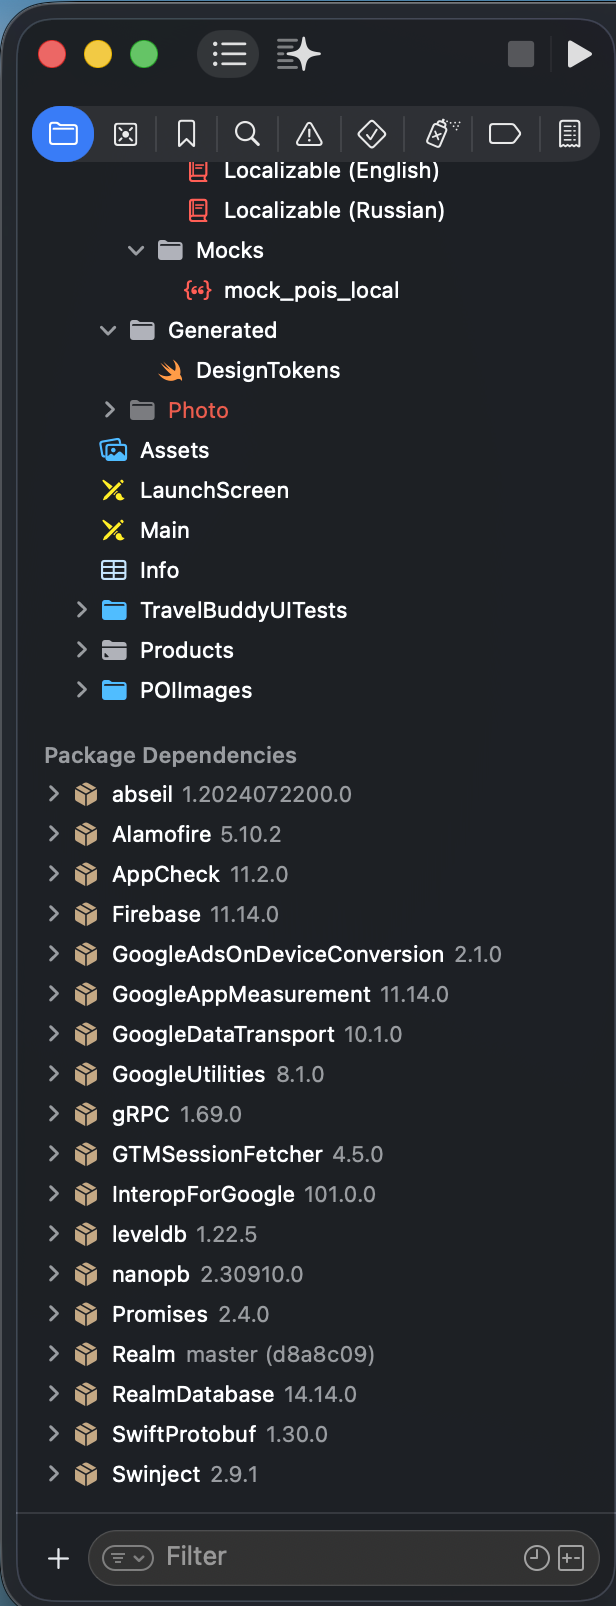 Localizable (English)
Localizable (Russian)
Mocks
mock_pois_local
Generated
DesignTokens
Photo
Assets
LaunchScreen
Main
Info
TravelBuddyUITests
Products
POIImages
Package Dependencies
abseil 1.2024072200.0
Alamofire 5.10.2
AppCheck 11.2.0
Firebase 11.14.0
GoogleAdsOnDeviceConversion 2.1.0
GoogleAppMeasurement 11.14.0
GoogleDataTransport 10.1.0
GoogleUtilities 8.1.0
gRPC 1.69.0
GTMSessionFetcher 4.5.0
InteropForGoogle 101.0.0
leveldb 1.22.5
nanopb 2.30910.0
Promises 2.4.0
Realm master (d8a8c09)
RealmDatabase 14.14.0
SwiftProtobuf 1.30.0
Swinject 2.9.1
Filter